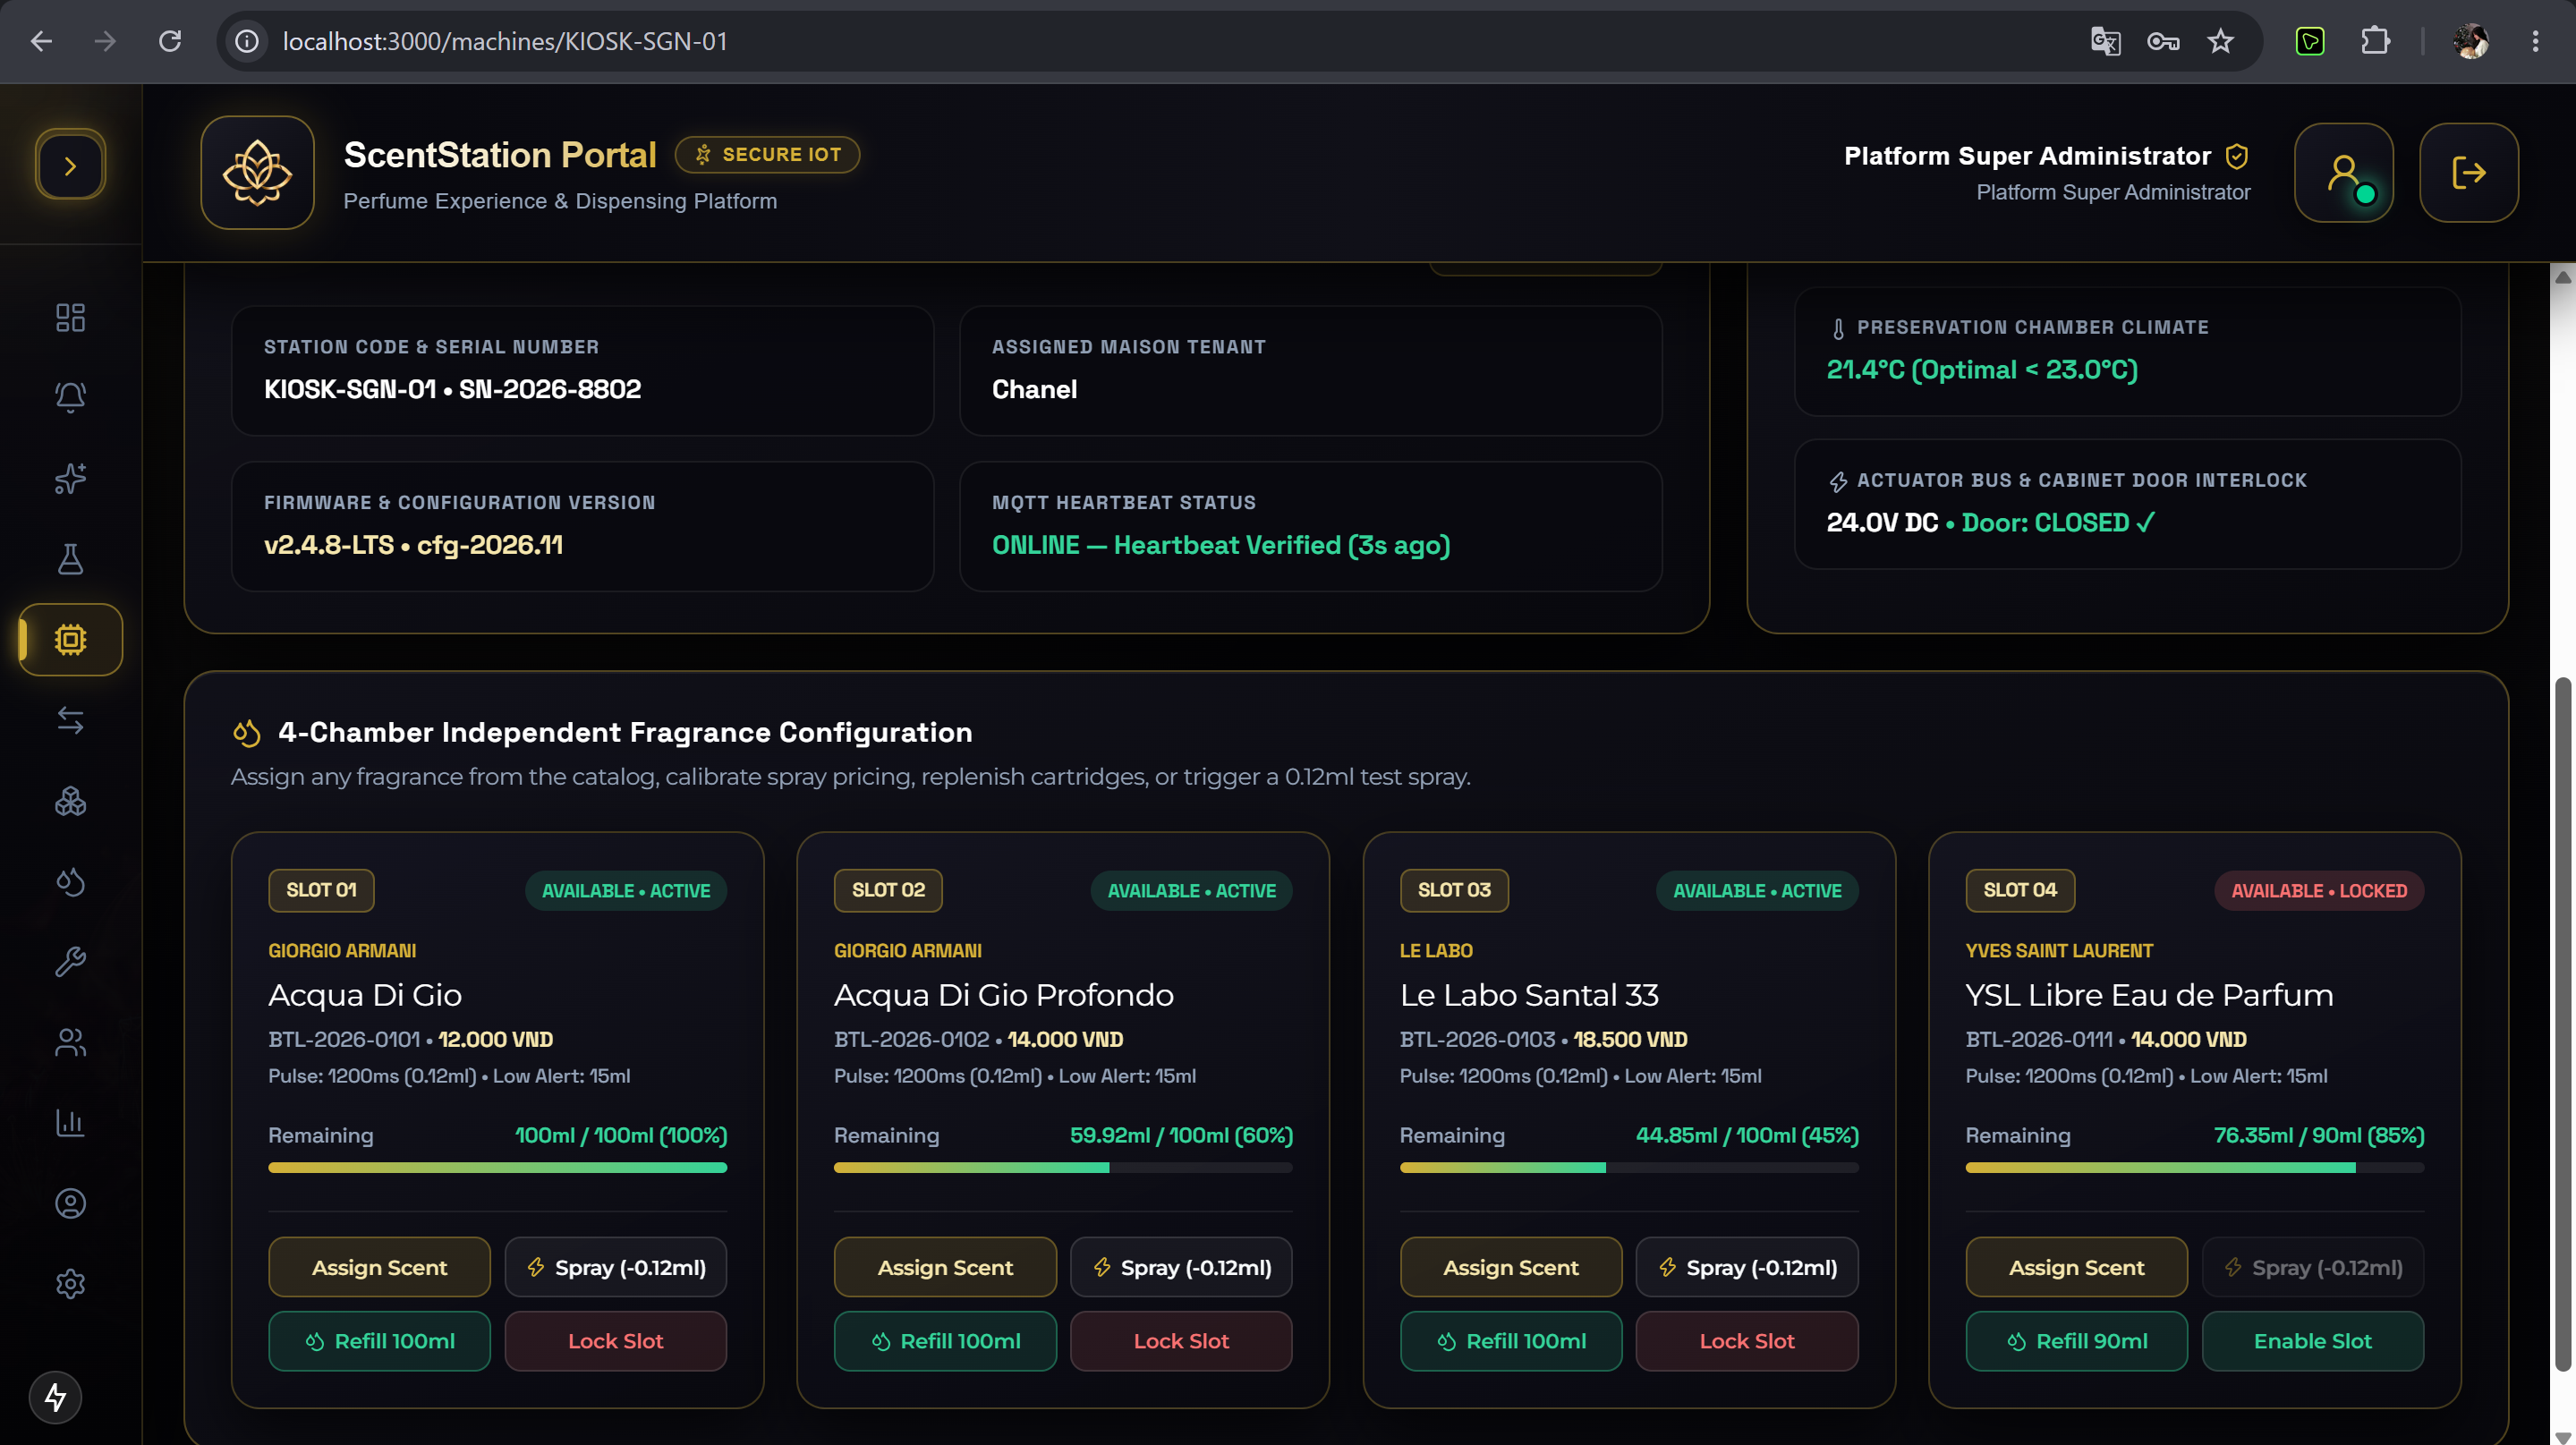 localhost:3000/machines/KIOSK-SGN-01
ScentStation Portal
SECURE IOT
Perfume Experience & Dispensing Platform
Platform Super Administrator
Platform Super Administrator
STATION CODE & SERIAL NUMBER
KIOSK-SGN-01 • SN-2026-8802
ASSIGNED MAISON TENANT
Chanel
FIRMWARE & CONFIGURATION VERSION
v2.4.8-LTS • cfg-2026.11
MQTT HEARTBEAT STATUS
ONLINE — Heartbeat Verified (3s ago)
PRESERVATION CHAMBER CLIMATE
21.4°C (Optimal < 23.0°C)
ACTUATOR BUS & CABINET DOOR INTERLOCK
24.0V DC • Door: CLOSED ✓
4-Chamber Independent Fragrance Configuration
Assign any fragrance from the catalog, calibrate spray pricing, replenish cartridges, or trigger a 0.12ml test spray.
SLOT 01
AVAILABLE • ACTIVE
GIORGIO ARMANI
Acqua Di Gio
BTL-2026-0101 • 12.000 VND
Pulse: 1200ms (0.12ml) • Low Alert: 15ml
Remaining
100ml / 100ml (100%)
Assign Scent
Spray (-0.12ml)
Refill 100ml
Lock Slot
SLOT 02
AVAILABLE • ACTIVE
GIORGIO ARMANI
Acqua Di Gio Profondo
BTL-2026-0102 • 14.000 VND
Pulse: 1200ms (0.12ml) • Low Alert: 15ml
Remaining
59.92ml / 100ml (60%)
Assign Scent
Spray (-0.12ml)
Refill 100ml
Lock Slot
SLOT 03
AVAILABLE • ACTIVE
LE LABO
Le Labo Santal 33
BTL-2026-0103 • 18.500 VND
Pulse: 1200ms (0.12ml) • Low Alert: 15ml
Remaining
44.85ml / 100ml (45%)
Assign Scent
Spray (-0.12ml)
Refill 100ml
Lock Slot
SLOT 04
AVAILABLE • LOCKED
YVES SAINT LAURENT
YSL Libre Eau de Parfum
BTL-2026-0111 • 14.000 VND
Pulse: 1200ms (0.12ml) • Low Alert: 15ml
Remaining
76.35ml / 90ml (85%)
Assign Scent
Spray (-0.12ml)
Refill 90ml
Enable Slot